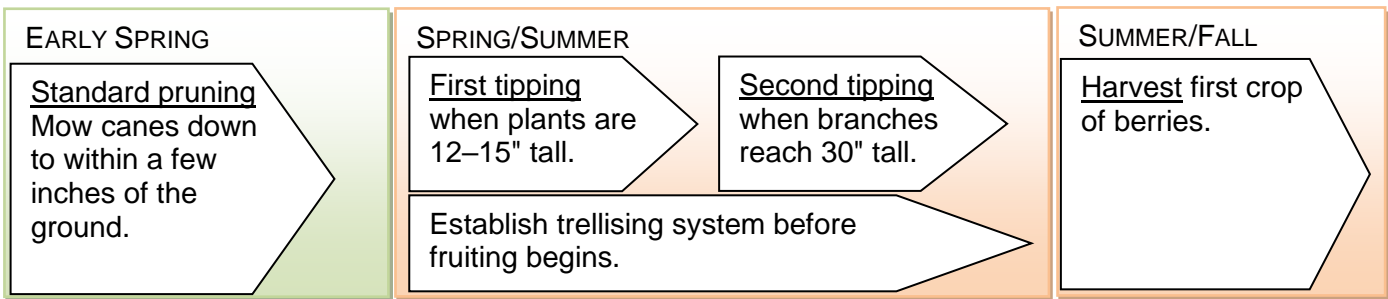 EARLY SPRING
Standard pruning
Mow canes down
to within a few
inches of the
ground.
SPRING/SUMMER
First tipping
when plants are
12–15" tall.
Second tipping
when branches
reach 30" tall.
Establish trellising system before
fruiting begins.
SUMMER/FALL
Harvest first crop
of berries.